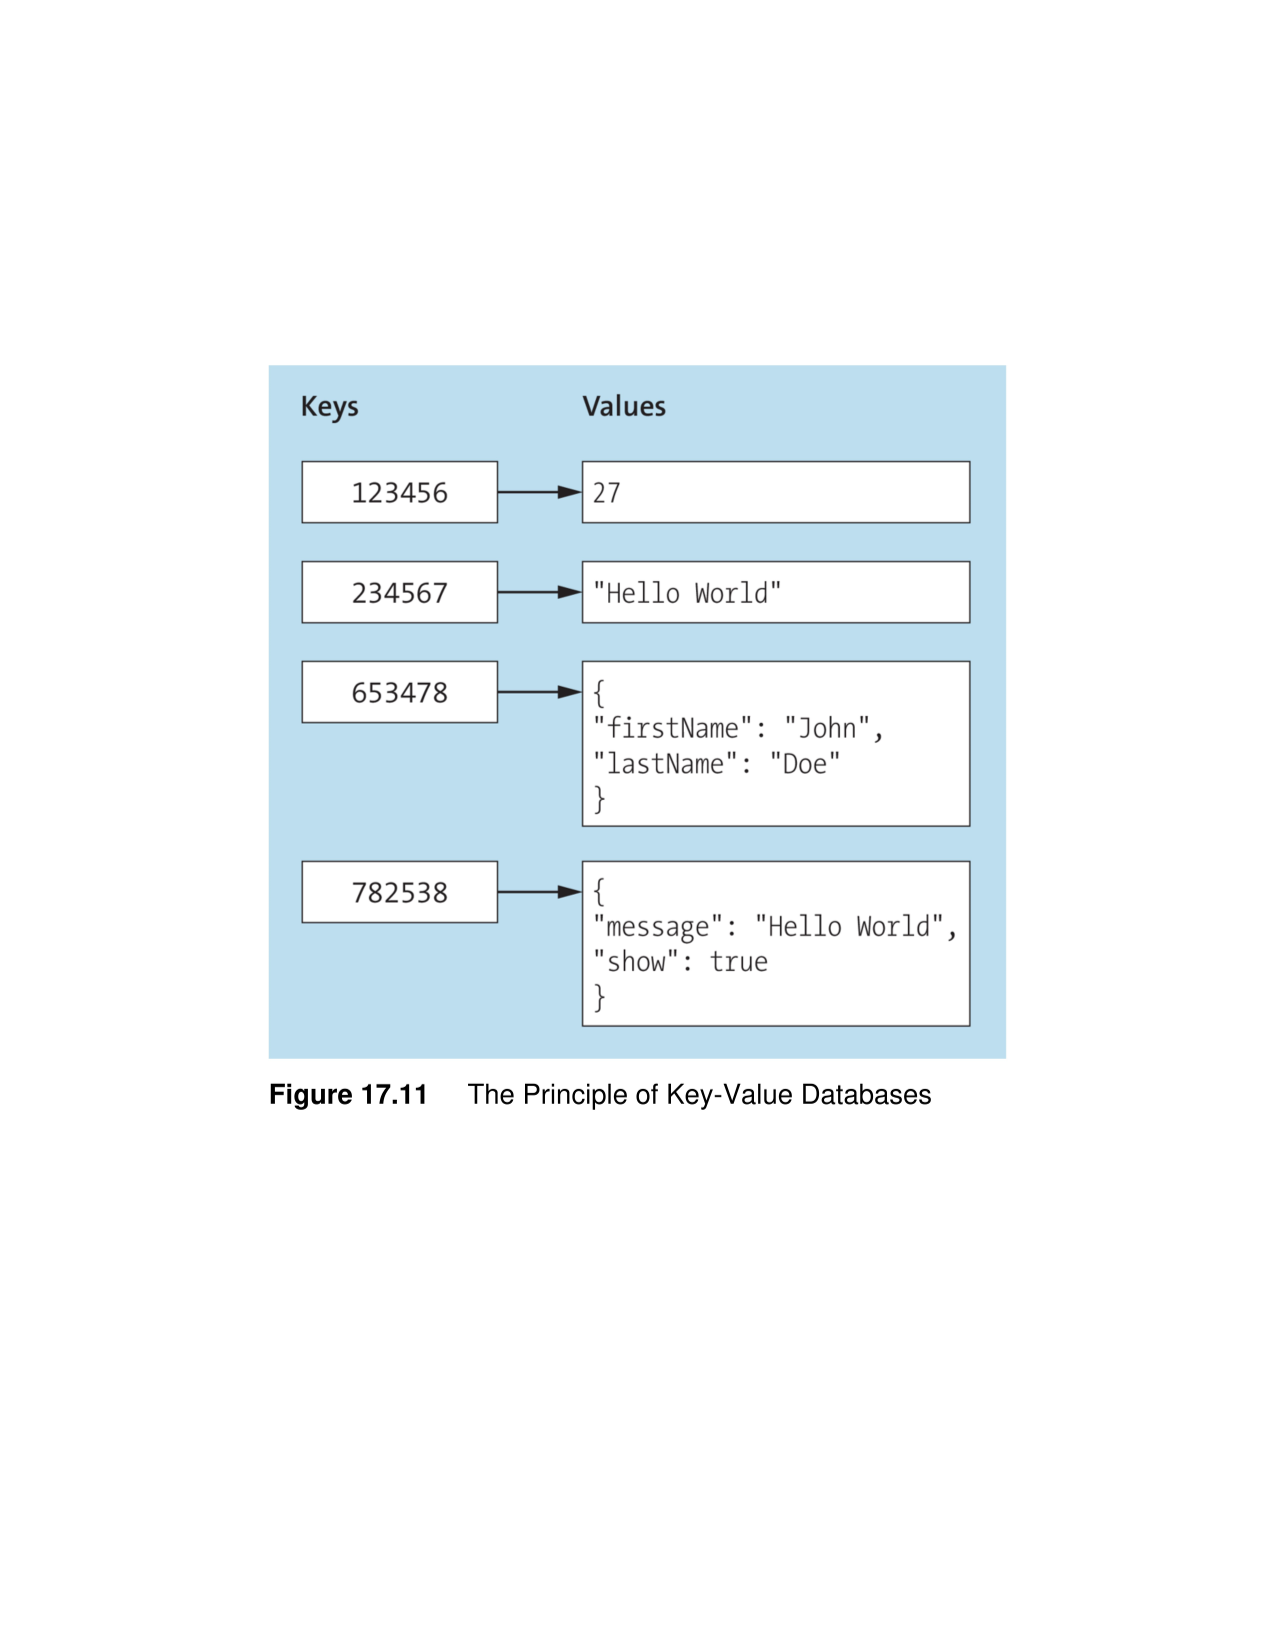 Keys Values
123456 27
234567 "Hello World"
653478 {
"firstName": "John",
"lastName": "Doe"
}
782538 {
"message": "Hello World",
"show": true
}
Figure 17.11 The Principle of Key-Value Databases